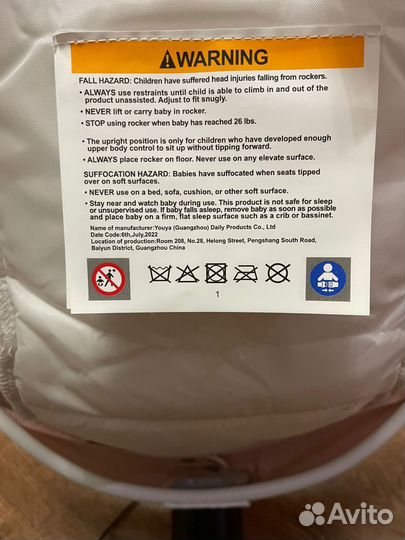 WARNING
FALL HAZARD: Children have suffered head injuries falling from rockers.
• ALWAYS use restraints until child is able to climb in and out of the
product unassisted. Adjust to fit snugly.
• NEVER lift or carry baby in rocker.
• STOP using rocker when baby has reached 26 lbs.
• The upright position is only for children who have developed enough
upper body control to sit up without tipping forward.
• ALWAYS place rocker on floor. Never use on any elevate surface.
SUFFOCATION HAZARD: Babies have suffocated when seats tipped
over on soft surfaces.
• NEVER use on a bed, sofa, cushion, or other soft surface.
• Stay near and watch baby during use. This product is not safe for sleep
or unsupervised use. If baby falls asleep, remove baby as soon as possible
and place baby on a firm, flat sleep surface such as a crib or bassinet.
Name of manufacturer:Youya (Guangzhou) Daily Products Co., Ltd
Date Code:6th,July,2022
Location of production:Room 208, No.28, Helong Street, Pengshang South Road,
Baiyun District, Guangzhou China
1
Avito